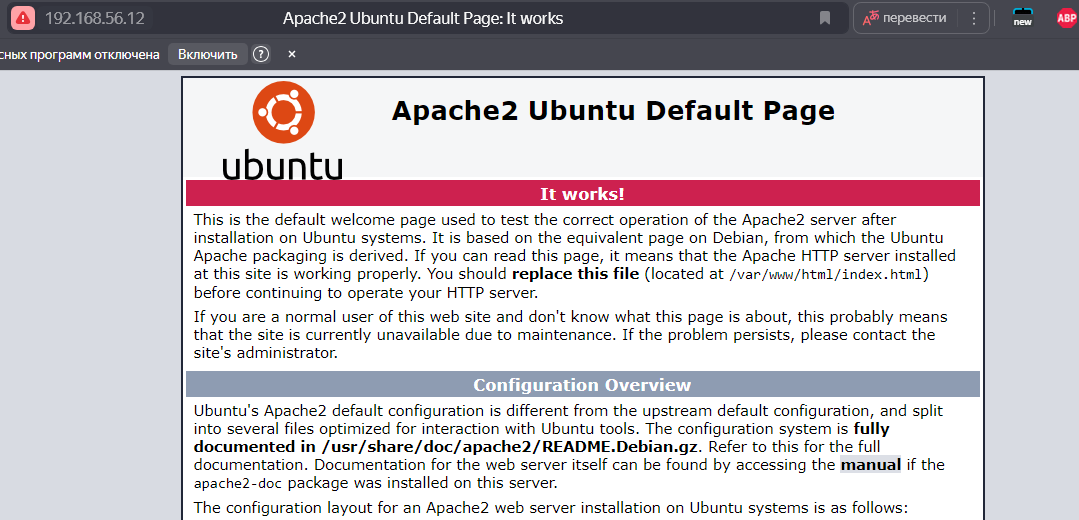 192.168.56.12 Apache2 Ubuntu Default Page: It works перевести new ABP
сных программ отключена Включить ? ×
Apache2 Ubuntu Default Page
ubuntu
It works!
This is the default welcome page used to test the correct operation of the Apache2 server after
installation on Ubuntu systems. It is based on the equivalent page on Debian, from which the Ubuntu
Apache packaging is derived. If you can read this page, it means that the Apache HTTP server installed
at this site is working properly. You should replace this file (located at /var/www/html/index.html)
before continuing to operate your HTTP server.
If you are a normal user of this web site and don't know what this page is about, this probably means
that the site is currently unavailable due to maintenance. If the problem persists, please contact the
site's administrator.
Configuration Overview
Ubuntu's Apache2 default configuration is different from the upstream default configuration, and split
into several files optimized for interaction with Ubuntu tools. The configuration system is fully
documented in /usr/share/doc/apache2/README.Debian.gz. Refer to this for the full
documentation. Documentation for the web server itself can be found by accessing the manual if the
apache2-doc package was installed on this server.
The configuration layout for an Apache2 web server installation on Ubuntu systems is as follows: